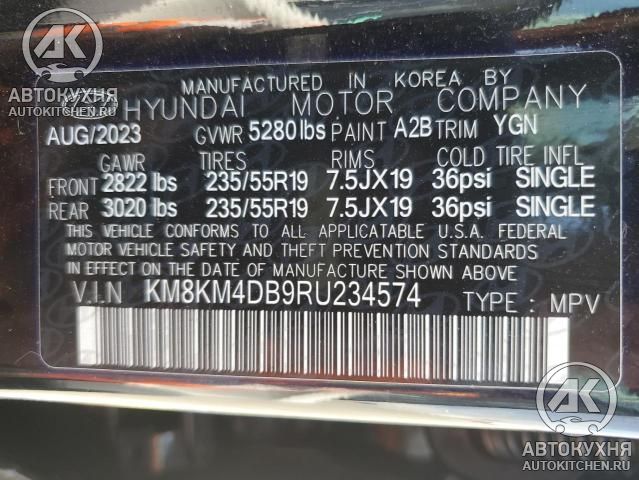 MANUFACTURED IN KOREA BY
HYUNDAI MOTOR COMPANY
AUG/2023 GVWR 5280 lbs PAINT A2B TRIM YGN
GAWR TIRES RIMS COLD TIRE INFL
FRONT 2822 lbs 235/55R19 7.5JX19 36psi SINGLE
REAR 3020 lbs 235/55R19 7.5JX19 36psi SINGLE
THIS VEHICLE CONFORMS TO ALL APPLICATABLE U.S.A. FEDERAL
MOTOR VEHICLE SAFETY AND THEFT PREVENTION STANDARDS
IN EFFECT ON THE DATE OF MANUFACTURE SHOWN ABOVE
V.I.N KM8KM4DB9RU234574 TYPE : MPV
АК
АВТОКУХНЯ
AUTOKITCHEN.RU
АК
АВТОКУХНЯ
AUTOKITCHEN.RU